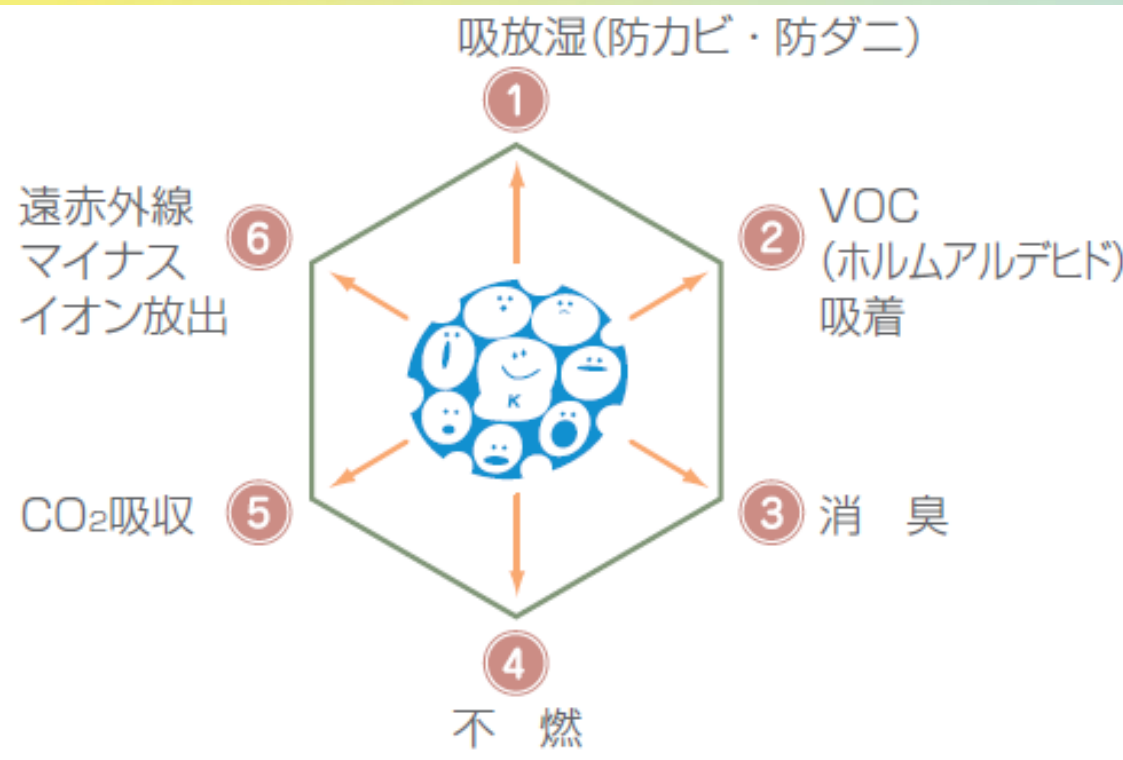 吸放湿(防カビ・防ダニ)
1
2
VOC
(ホルムアルデヒド)
吸着
3
消 臭
4
不 燃
5
CO₂吸収
6
遠赤外線
マイナス
イオン放出
K